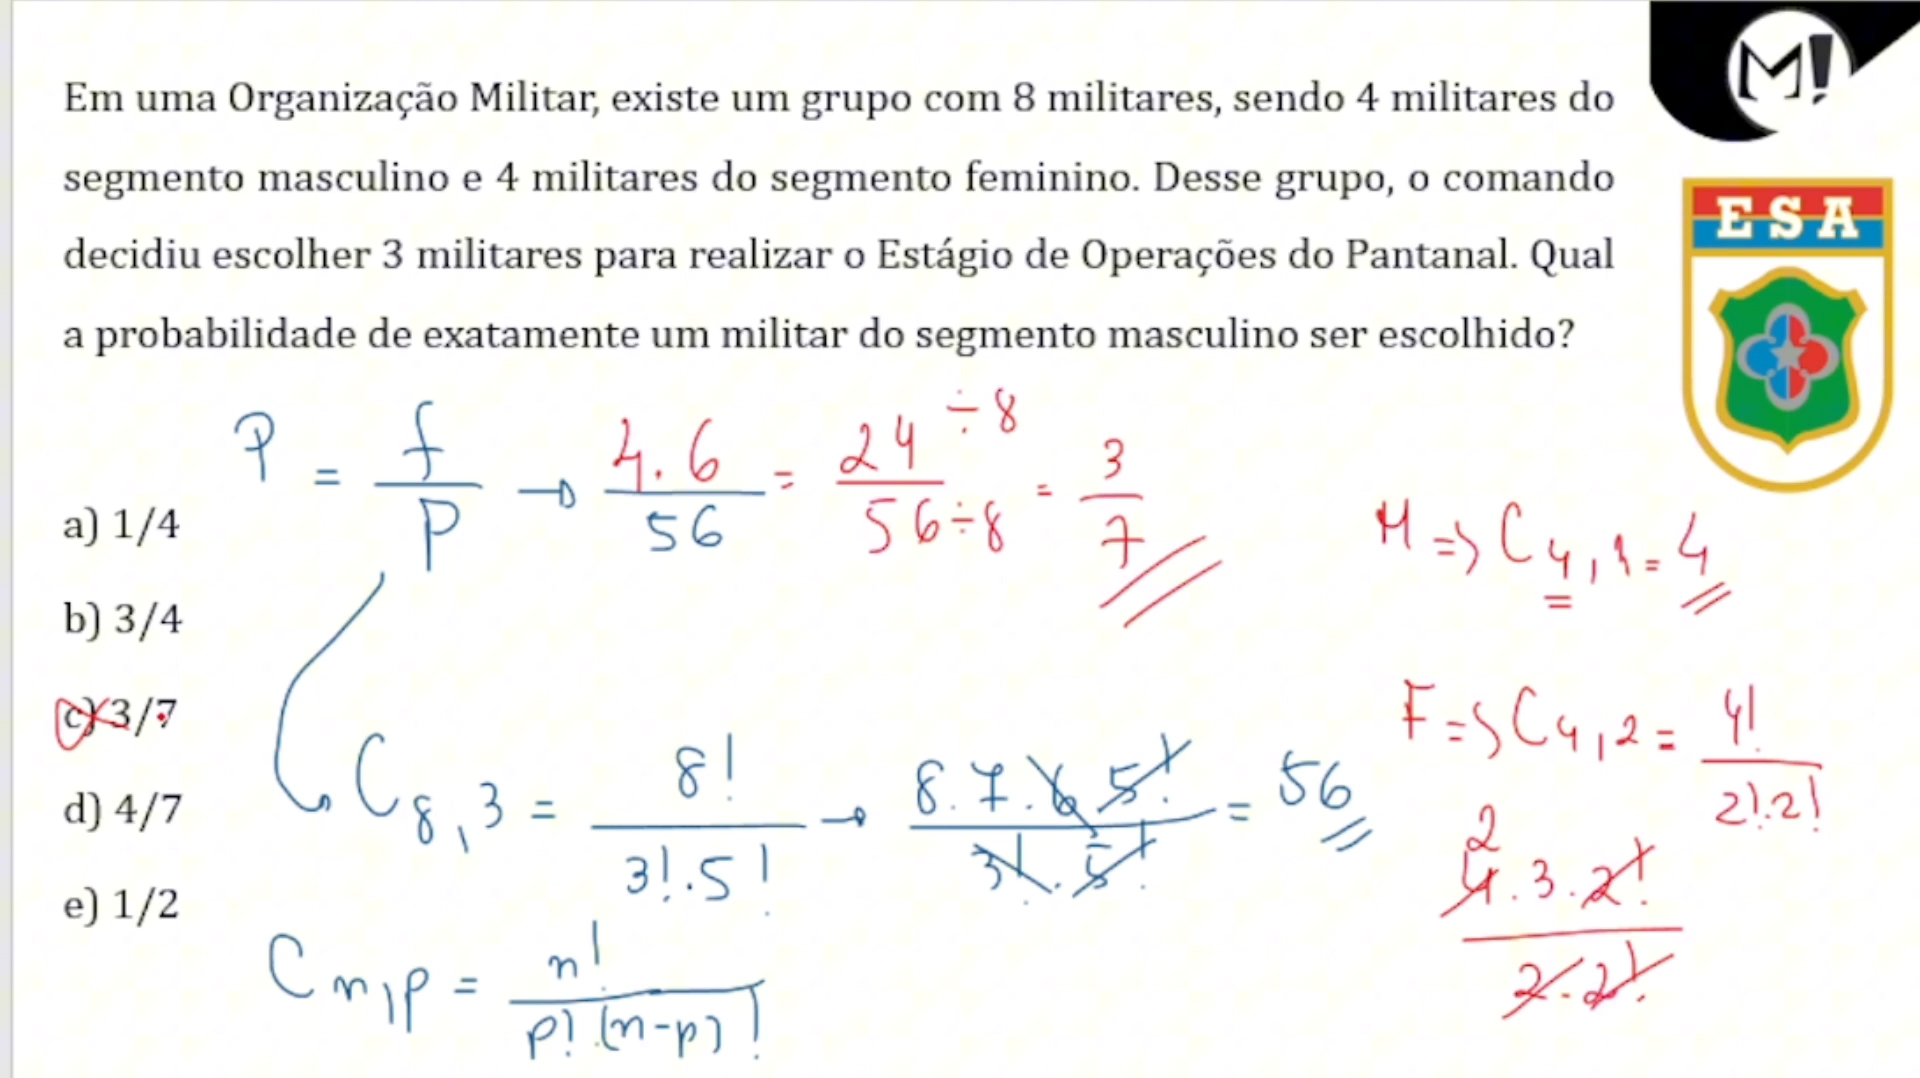 M!
Em uma Organização Militar, existe um grupo com 8 militares, sendo 4 militares do
segmento masculino e 4 militares do segmento feminino. Desse grupo, o comando
decidiu escolher 3 militares para realizar o Estágio de Operações do Pantanal. Qual
a probabilidade de exatamente um militar do segmento masculino ser escolhido?
ESA
P = f/P → 4.6/56 = 24÷8/56÷8 = 3/7
a) 1/4
b) 3/4
c) 3/7
d) 4/7
e) 1/2
M => C4,1 = 4
F => C4,2 = 4!/2!.2!
2
4.3.2!/2.2!
C8,3 = 8!/3!.5! → 8.7.6.5!/3!.5! = 56
Cn,p = n!/p!.(n-p)!